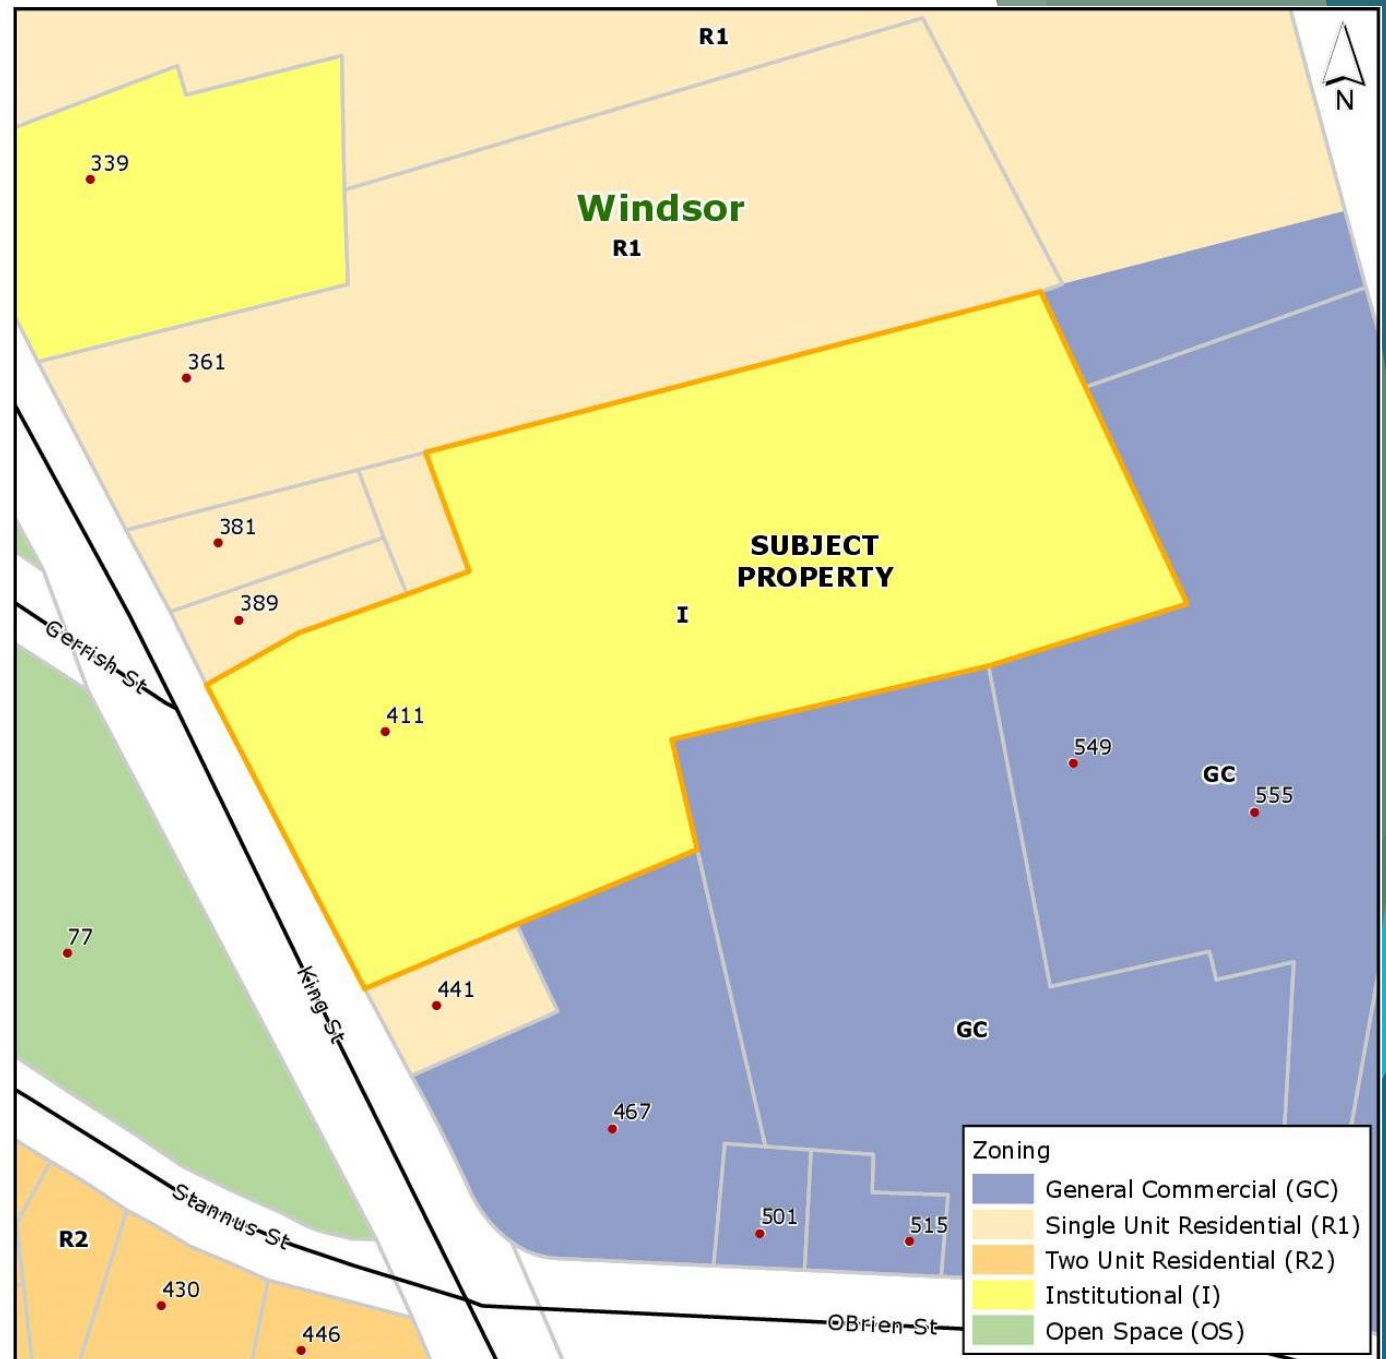 R1
N
339
Windsor
R1
361
381
389
SUBJECT
PROPERTY
I
Gerrish St
411
549
GC
555
77
441
King St
GC
467
Stannus St
501
515
R2
430
446
OBrien St
Zoning
General Commercial (GC)
Single Unit Residential (R1)
Two Unit Residential (R2)
Institutional (I)
Open Space (OS)